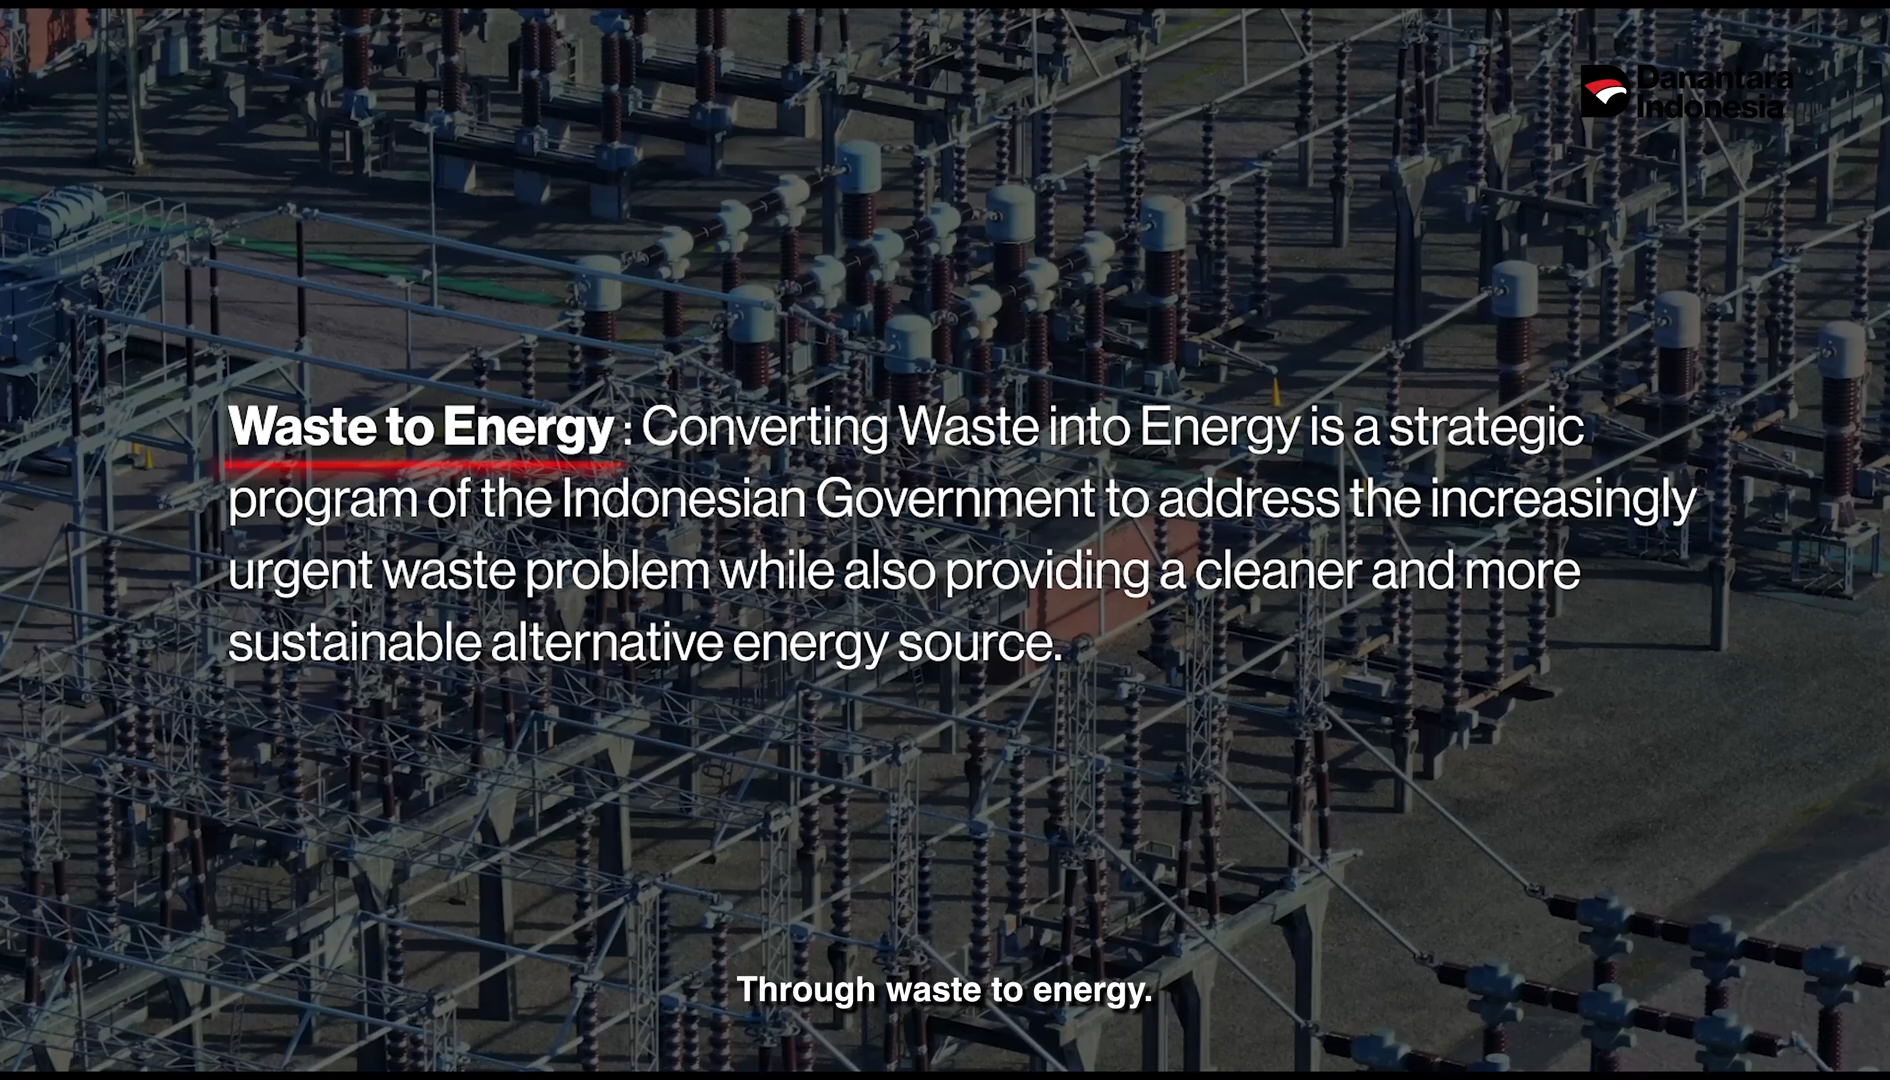 Danantara
Indonesia
Waste to Energy : Converting Waste into Energy is a strategic
program of the Indonesian Government to address the increasingly
urgent waste problem while also providing a cleaner and more
sustainable alternative energy source.
Through waste to energy.